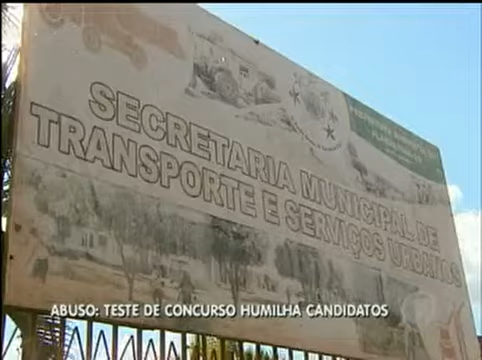 SECRETARIA MUNICIPAL DE
TRANSPORTE E SERVIÇOS URBANOS
ABUSO: TESTE DE CONCURSO HUMILHA CANDIDATOS